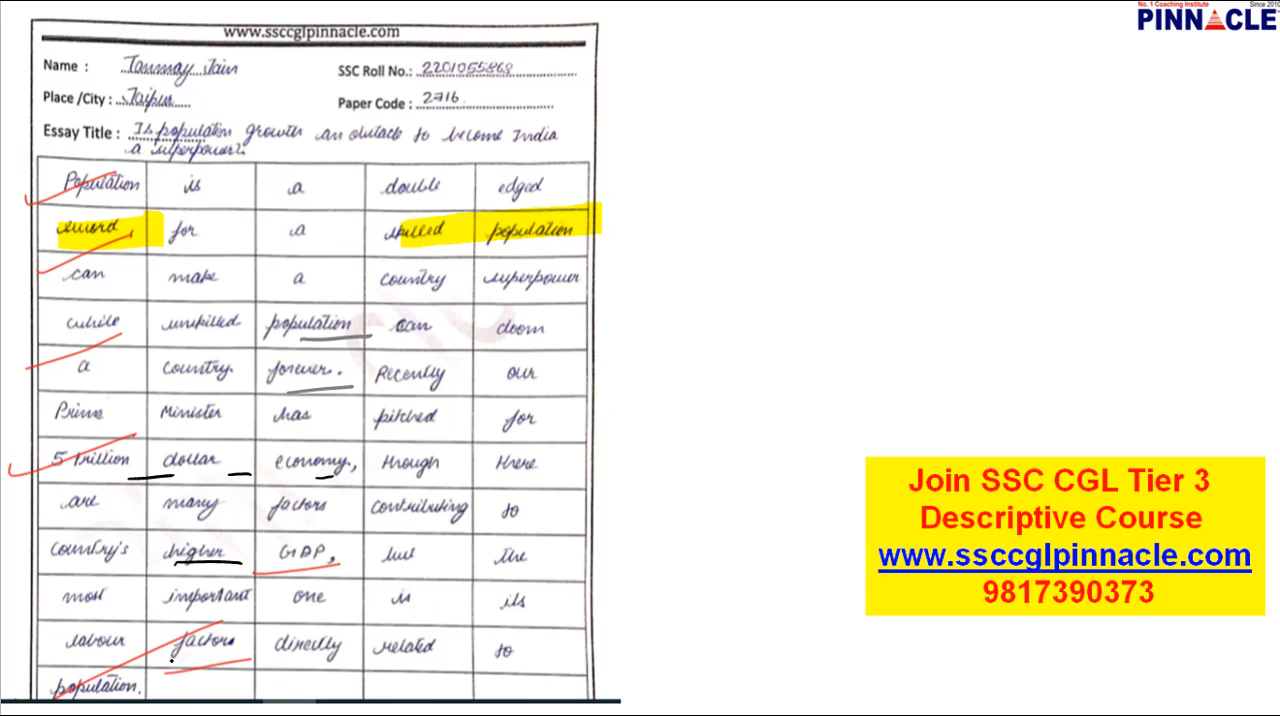 No. 1 Coaching Institute Since 2010
PINNACLE
www.ssccglpinnacle.com
Name : Tanmay Jain SSC Roll No.: 2201055868
Place /City : Jaipur Paper Code : 2716
Essay Title : Is population growth an obstacle to become India
a superpower?
Population is a double edged
sword, for a skilled population
can make a country superpower
while unskilled population can doom
a country forever. Recently our
Prime Minister has pitched for
5 trillion dollar economy, through there
are many factors contributing to
country's higher GDP, but the
most important one is its
labour factors directly related to
population.
Join SSC CGL Tier 3
Descriptive Course
www.ssccglpinnacle.com
9817390373